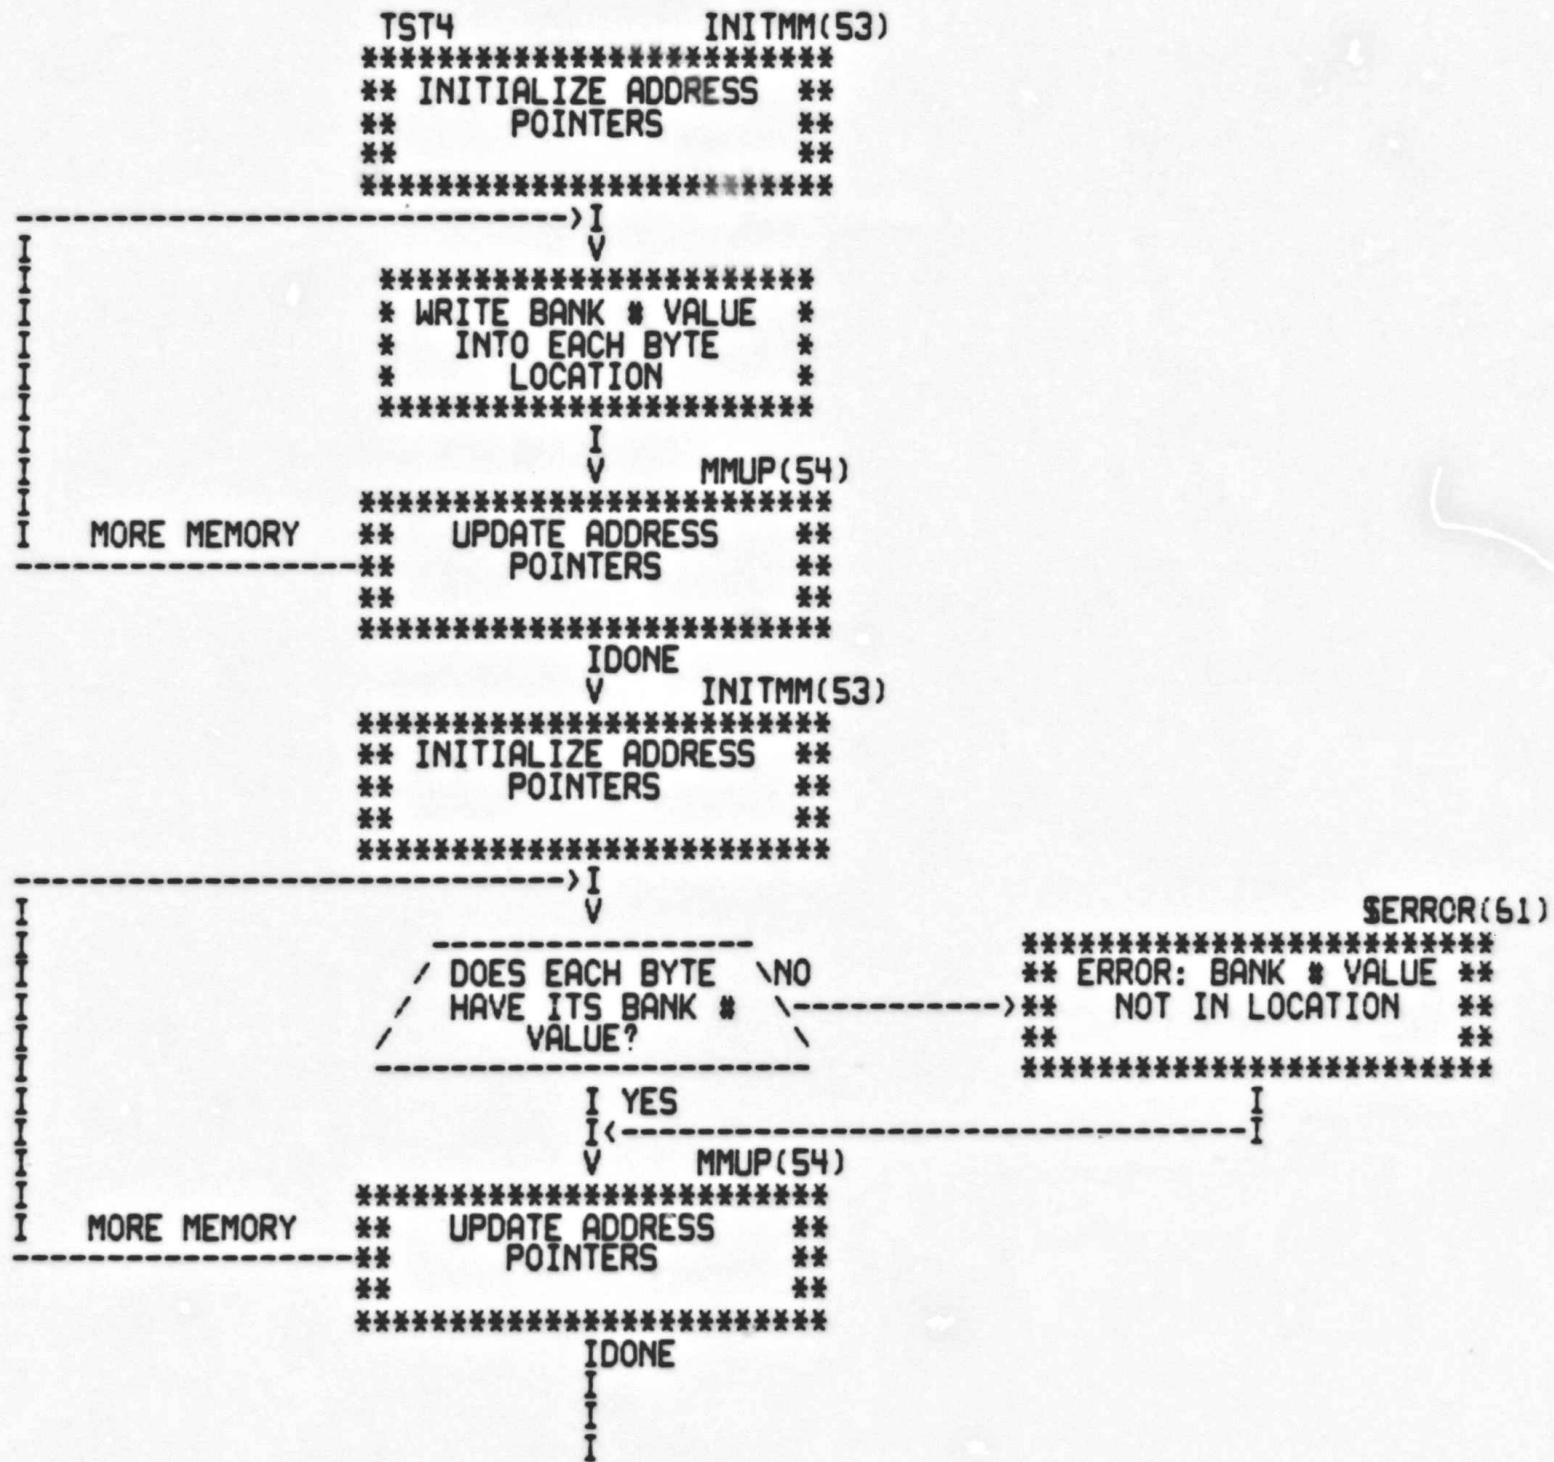 TST4 INITMM(53)
*************************
** INITIALIZE ADDRESS **
** POINTERS **
** **
*************************
------------------------------>I
I V
I ***********************
I * WRITE BANK # VALUE *
I * INTO EACH BYTE *
I * LOCATION *
I ***********************
I I
I V MMUP(54)
I *************************
I MORE MEMORY ** UPDATE ADDRESS **
------------------** POINTERS **
** **
*************************
IDONE
V INITMM(53)
*************************
** INITIALIZE ADDRESS **
** POINTERS **
** **
*************************
------------------------------>I
I V $ERROR(61)
I ----------------- *************************
I / DOES EACH BYTE \NO ** ERROR: BANK # VALUE **
I / HAVE ITS BANK # \----------->** NOT IN LOCATION **
I / VALUE? \ ** **
I ----------------------- *************************
I I YES I
I I<---------------------------------I
I V MMUP(54)
I *************************
I MORE MEMORY ** UPDATE ADDRESS **
------------------** POINTERS **
** **
*************************
IDONE
I
I
I